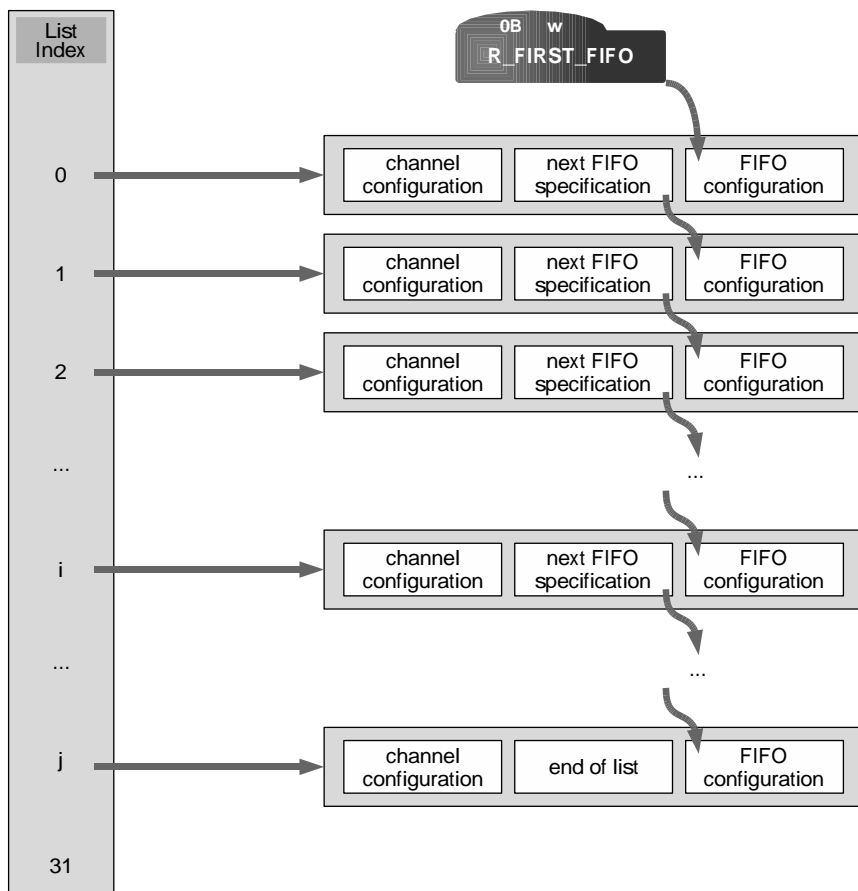 List
Index
0B w
R_FIRST_FIFO
0
channel
configuration
next FIFO
specification
FIFO
configuration
1
channel
configuration
next FIFO
specification
FIFO
configuration
2
channel
configuration
next FIFO
specification
FIFO
configuration
...
...
i
channel
configuration
next FIFO
specification
FIFO
configuration
...
...
j
channel
configuration
end of list
FIFO
configuration
31